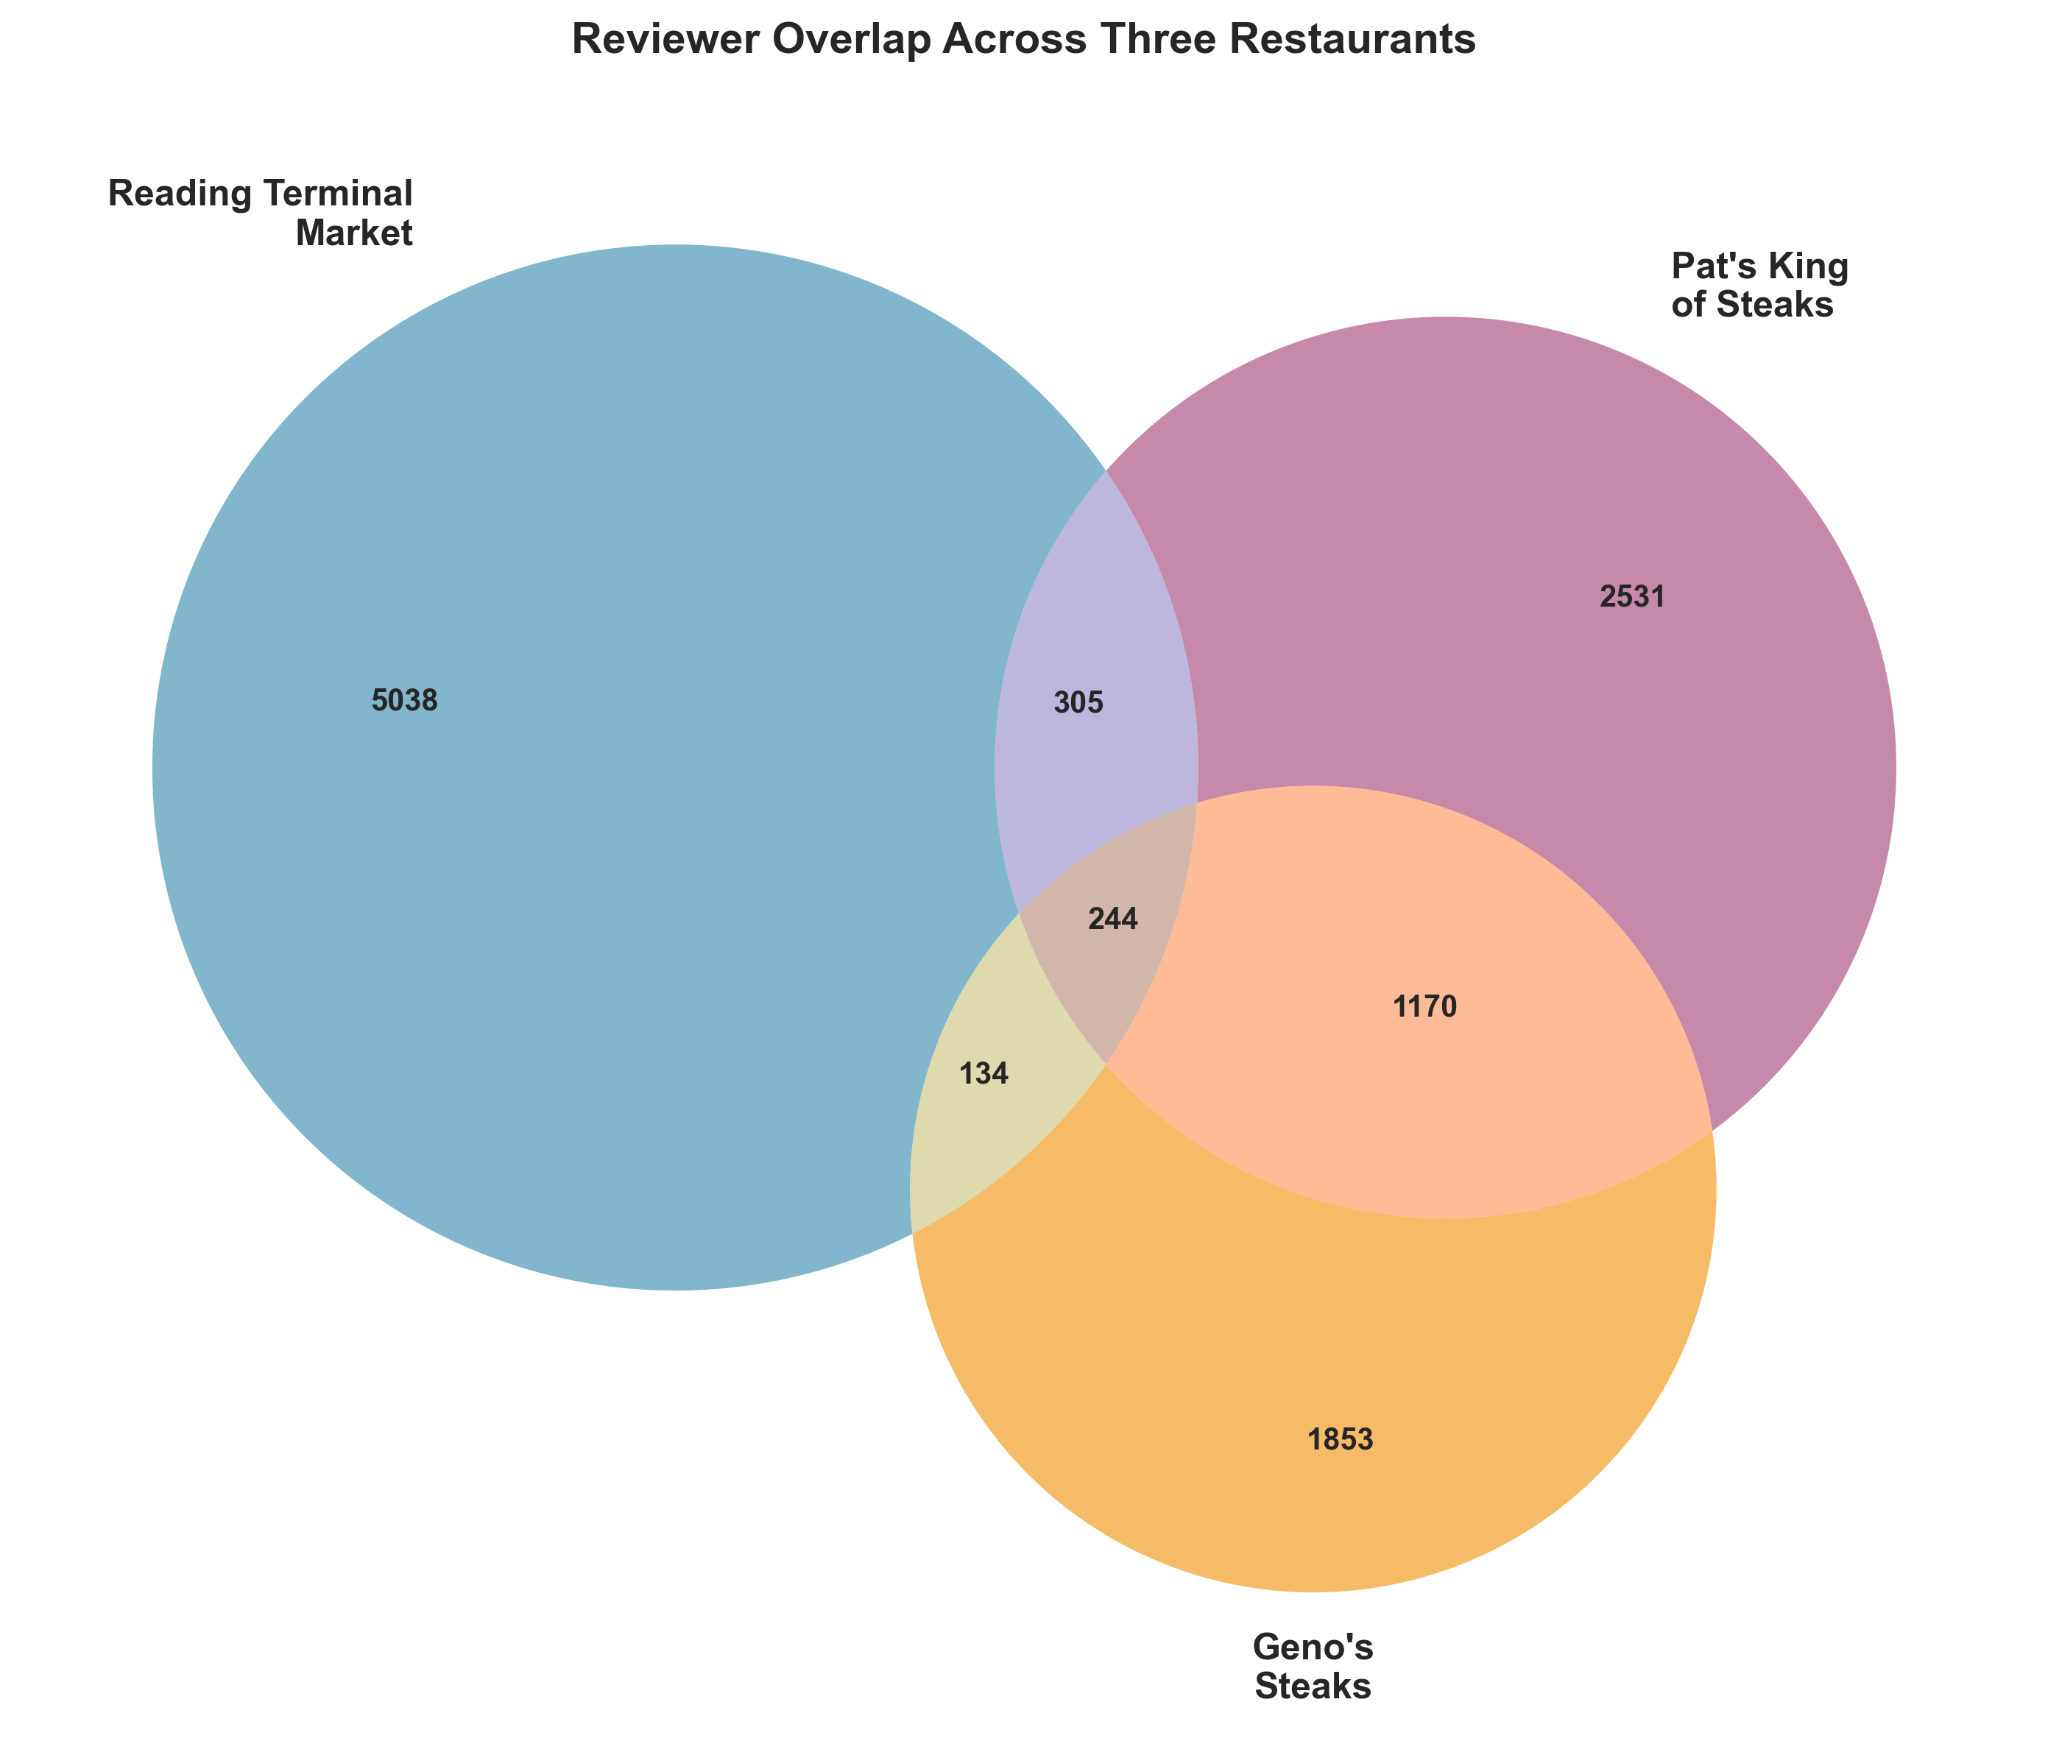 Reviewer Overlap Across Three Restaurants
Reading Terminal
Market
Pat's King
of Steaks
2531
5038
305
244
1170
134
1853
Geno's
Steaks